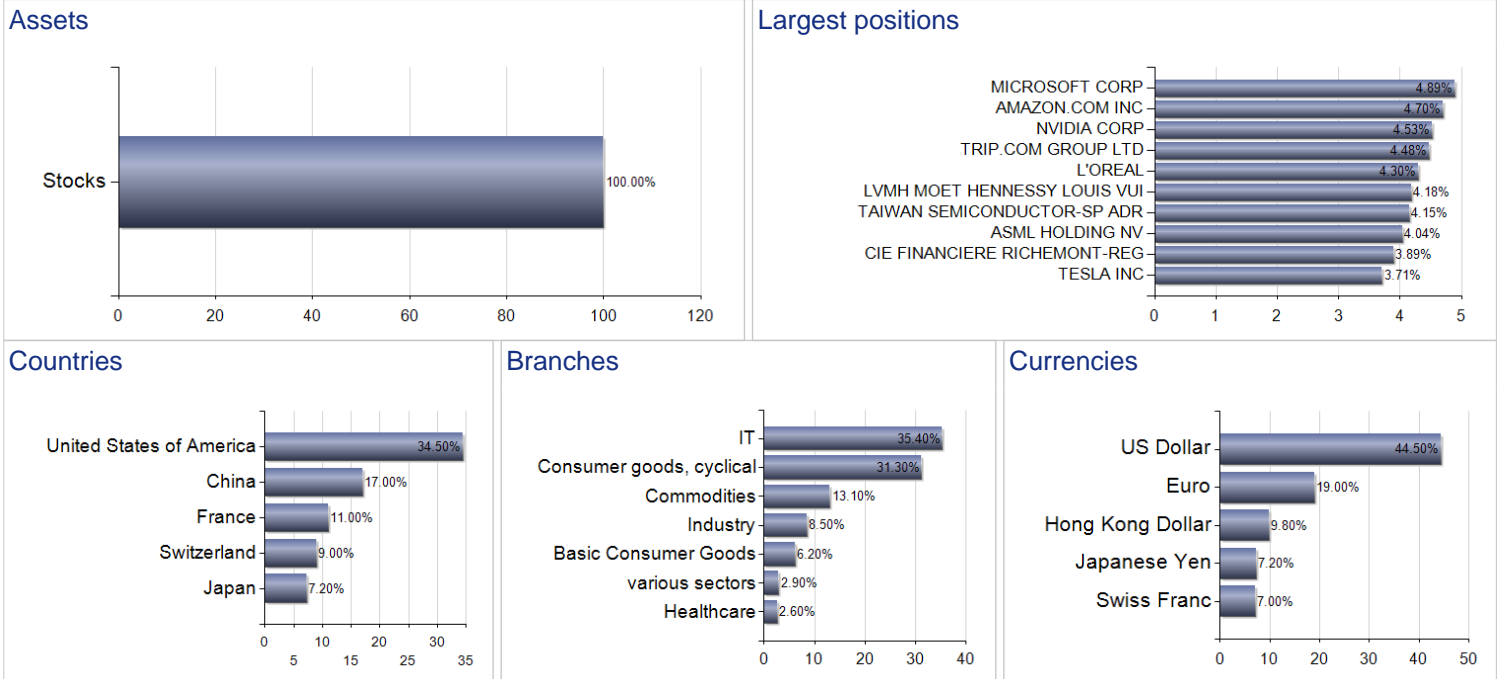 Assets
Stocks
100.00%
0 20 40 60 80 100 120
Largest positions
MICROSOFT CORP 4.89%
AMAZON.COM INC 4.70%
NVIDIA CORP 4.53%
TRIP.COM GROUP LTD 4.48%
L'OREAL 4.30%
LVMH MOET HENNESSY LOUIS VUI 4.18%
TAIWAN SEMICONDUCTOR-SP ADR 4.15%
ASML HOLDING NV 4.04%
CIE FINANCIERE RICHEMONT-REG 3.89%
TESLA INC 3.71%
0 1 2 3 4 5
Countries
United States of America 34.50%
China 17.00%
France 11.00%
Switzerland 9.00%
Japan 7.20%
0 10 20 30
5 15 25 35
Branches
IT 35.40%
Consumer goods, cyclical 31.30%
Commodities 13.10%
Industry 8.50%
Basic Consumer Goods 6.20%
various sectors 2.90%
Healthcare 2.60%
0 10 20 30 40
Currencies
US Dollar 44.50%
Euro 19.00%
Hong Kong Dollar 9.80%
Japanese Yen 7.20%
Swiss Franc 7.00%
0 10 20 30 40 50